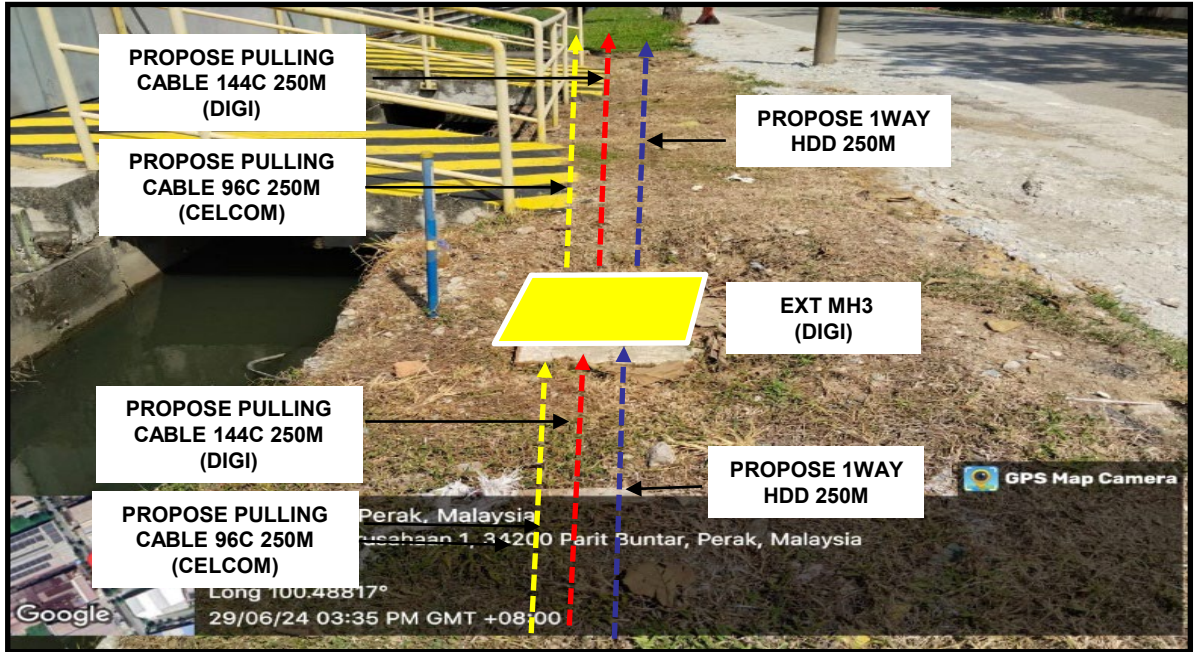 PROPOSE PULLING
CABLE 144C 250M
(DIGI)
PROPOSE PULLING
CABLE 96C 250M
(CELCOM)
PROPOSE 1WAY
HDD 250M
EXT MH3
(DIGI)
PROPOSE PULLING
CABLE 144C 250M
(DIGI)
PROPOSE 1WAY
HDD 250M
GPS Map Camera
PROPOSE PULLING
CABLE 96C 250M
(CELCOM)
Perak, Malaysia
1, 34200 Parit Buntar, Perak, Malaysia
Long 100.48817°
29/06/24 03:35 PM GMT +08:00
Google